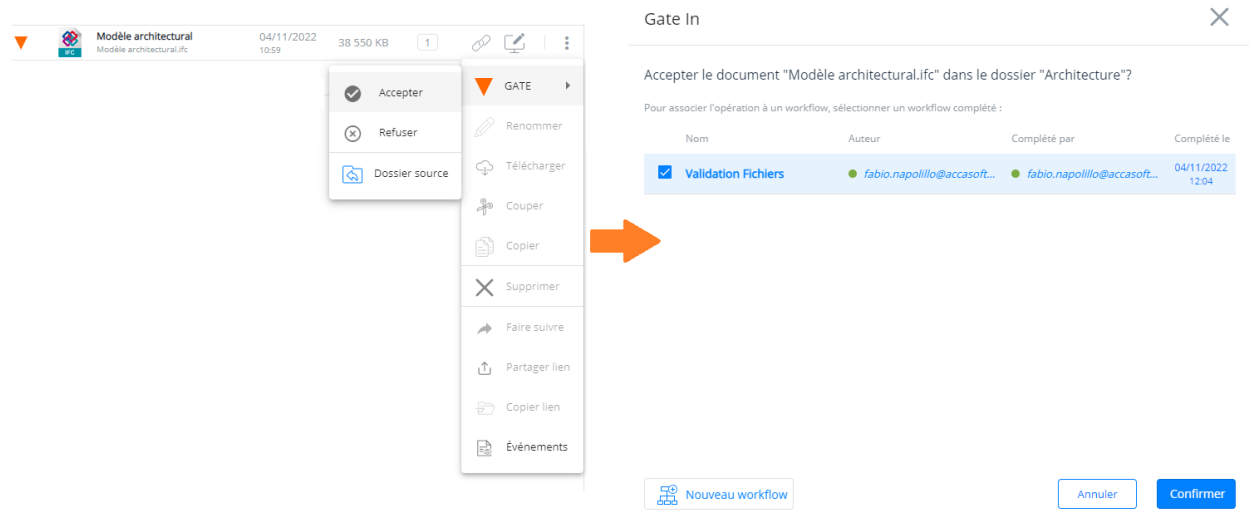 Modèle architectural
Modèle architectural.ifc
IFC
04/11/2022
10:59
38 550 KB
1
Accepter
Refuser
Dossier source
GATE
Renommer
Télécharger
Couper
Copier
Supprimer
Faire suivre
Partager lien
Copier lien
Événements
Gate In
Accepter le document "Modèle architectural.ifc" dans le dossier "Architecture"?
Pour associer l'opération à un workflow, sélectionner un workflow complété :
Nom Auteur Complété par Complété le
Validation Fichiers fabio.napolillo@accasoft... fabio.napolillo@accasoft... 04/11/2022
12:04
Nouveau workflow
Annuler
Confirmer